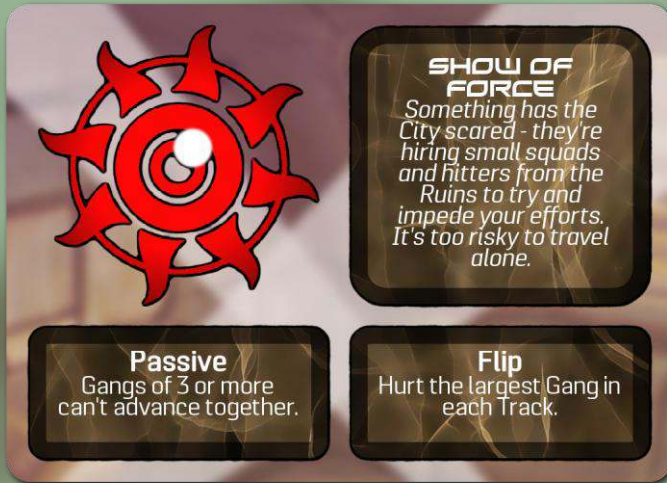 SHOW OF
FORCE
Something has the
City scared - they're
hiring small squads
and hitters from the
Ruins to try and
impede your efforts.
It's too risky to travel
alone.
Passive
Gangs of 3 or more
can't advance together.
Flip
Hurt the largest Gang in
each Track.